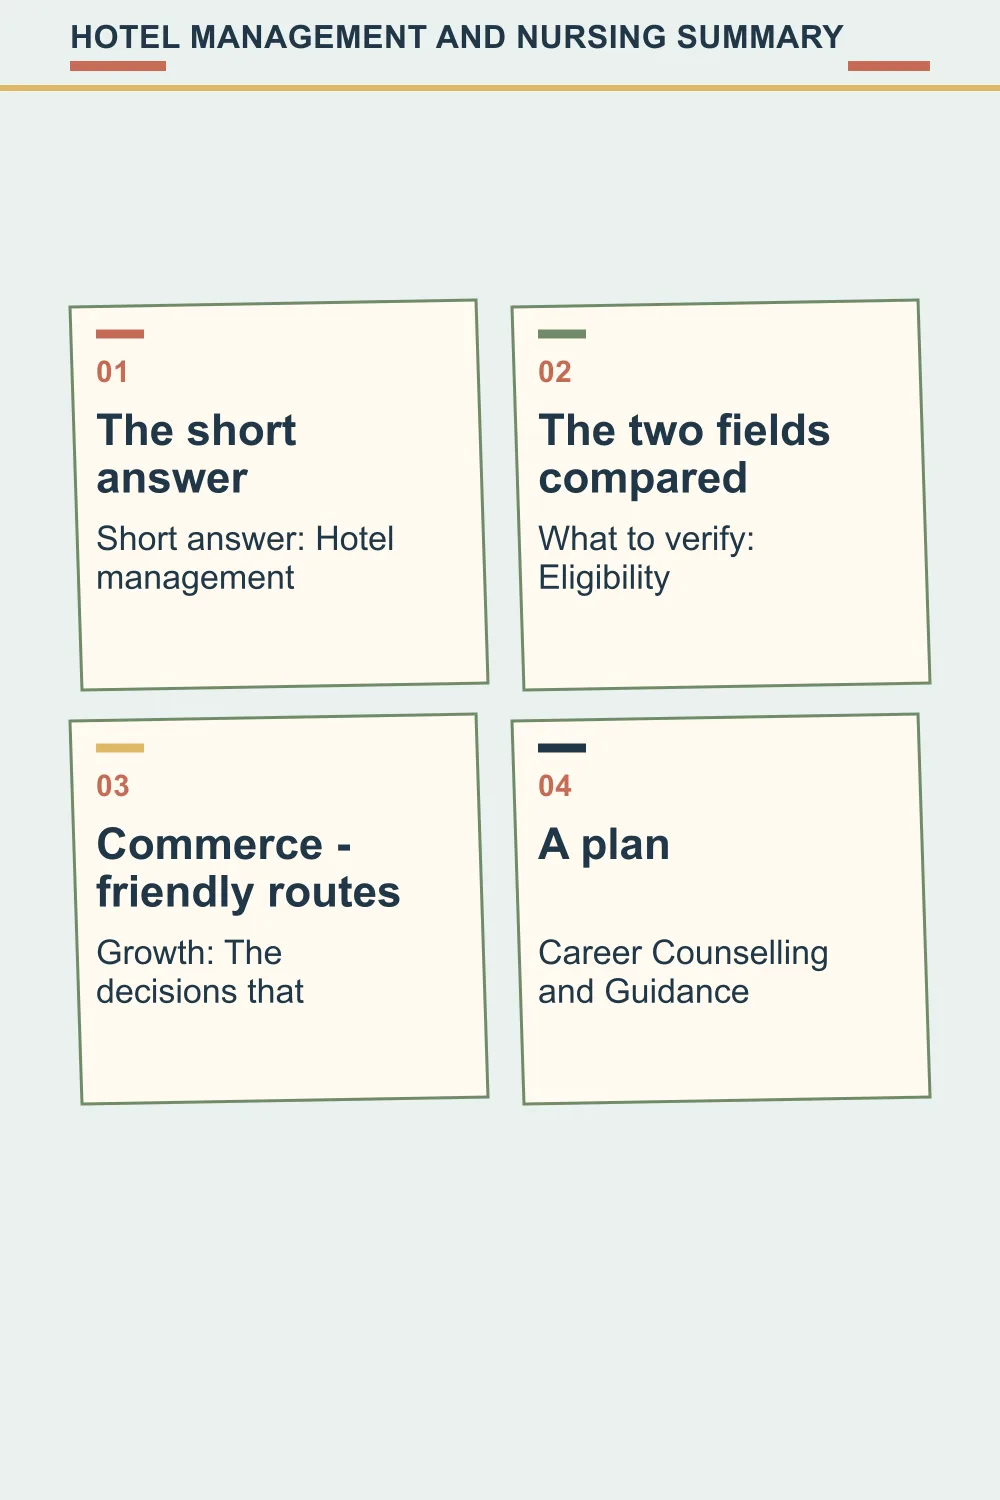 HOTEL MANAGEMENT AND NURSING SUMMARY
01
The short
answer
Short answer: Hotel
management
02
The two fields
compared
What to verify:
Eligibility
03
Commerce -
friendly routes
Growth: The
decisions that
04
A plan
Career Counselling
and Guidance